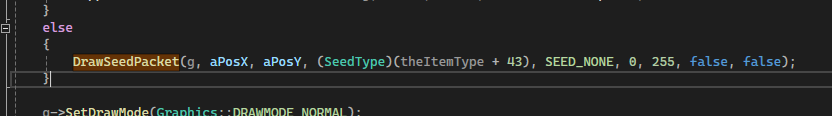 }
else
{
DrawSeedPacket(g, aPosX, aPosY, (SeedType)(theItemType + 43), SEED_NONE, 0, 255, false, false);
}
g->SetDrawMode(Graphics::DRAWMODE_NORMAL);